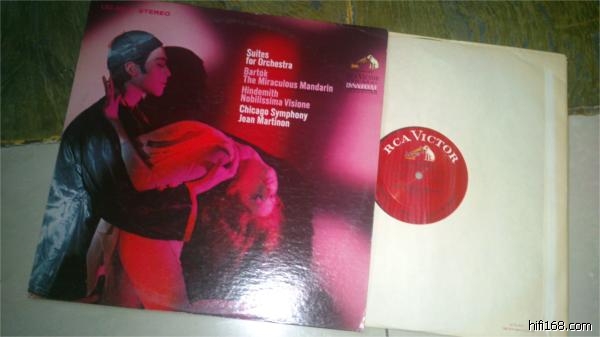 STEREO
Suites
for Orchestra
Bartók
The Miraculous Mandarin
Hindemith
Nobilissima Visione
Chicago Symphony
Jean Martinon
VICTOR
DYNAGROOVE
RCA VICTOR
hifi168.com